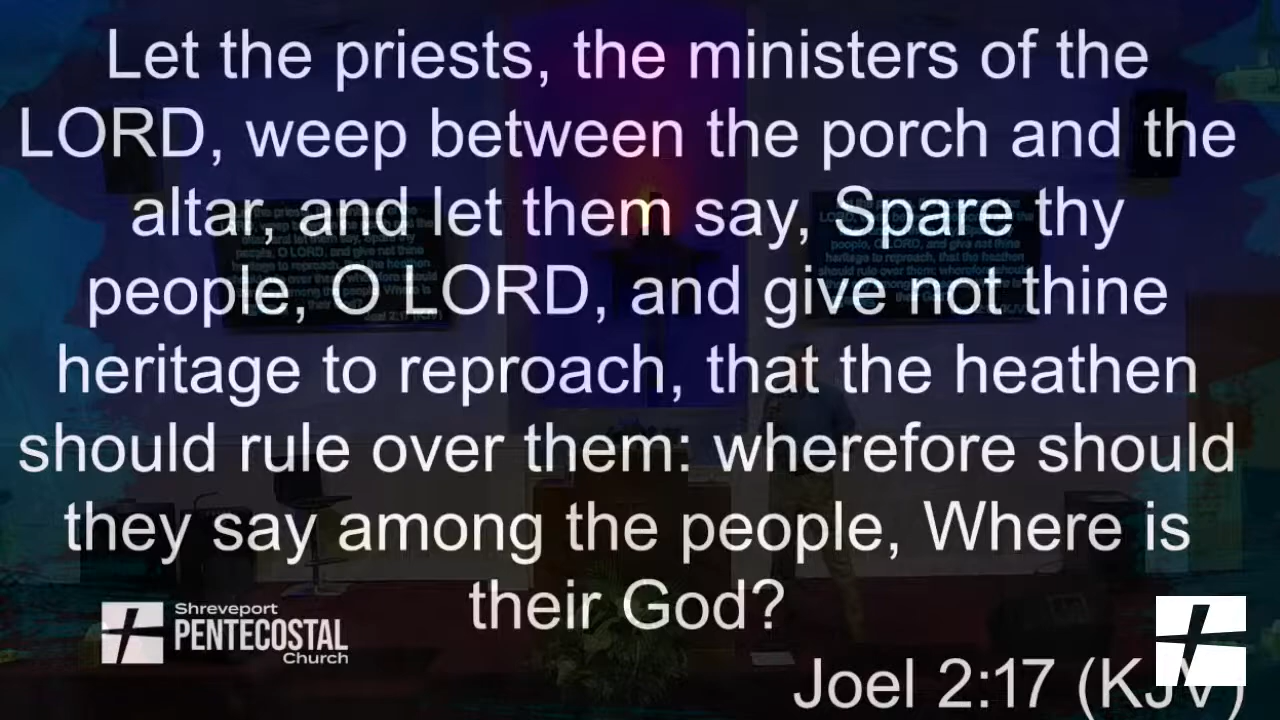 Let the priests, the ministers of the
LORD, weep between the porch and the
altar, and let them say, Spare thy
people, O LORD, and give not thine
heritage to reproach, that the heathen
should rule over them: wherefore should
they say among the people, Where is
their God?
Shreveport
PENTECOSTAL
Church
Joel 2:17 (KJV)